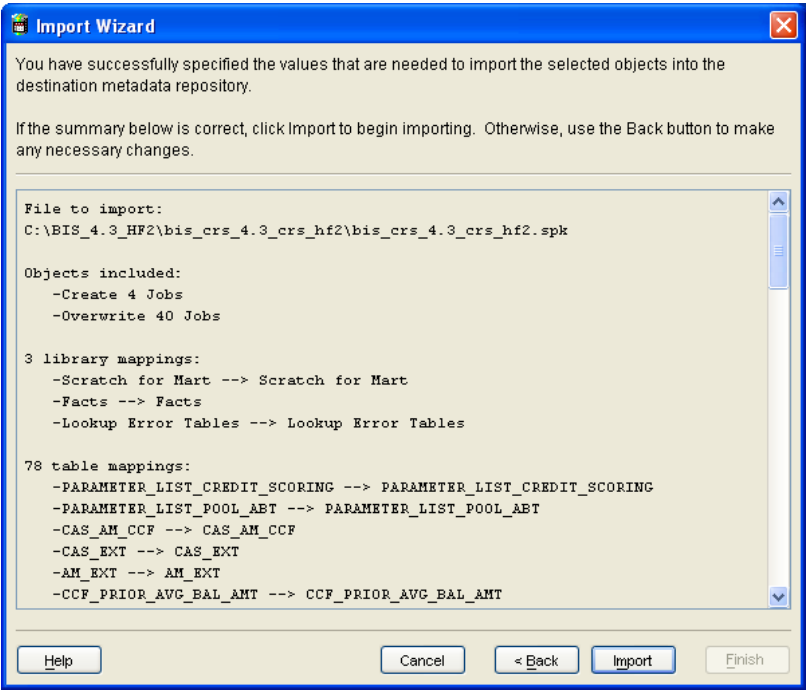 Import Wizard
You have successfully specified the values that are needed to import the selected objects into the
destination metadata repository.
If the summary below is correct, click Import to begin importing.  Otherwise, use the Back button to make
any necessary changes.
File to import:
C:\BIS_4.3_HF2\bis_crs_4.3_crs_hf2\bis_crs_4.3_crs_hf2.spk
Objects included:
-Create 4 Jobs
-Overwrite 40 Jobs
3 library mappings:
-Scratch for Mart --> Scratch for Mart
-Facts --> Facts
-Lookup Error Tables --> Lookup Error Tables
78 table mappings:
-PARAMETER_LIST_CREDIT_SCORING --> PARAMETER_LIST_CREDIT_SCORING
-PARAMETER_LIST_POOL_ABT --> PARAMETER_LIST_POOL_ABT
-CAS_AM_CCF --> CAS_AM_CCF
-CAS_EXT --> CAS_EXT
-AM_EXT --> AM_EXT
-CCF_PRIOR_AVG_BAL_AMT --> CCF_PRIOR_AVG_BAL_AMT
Help Cancel < Back Import Finish